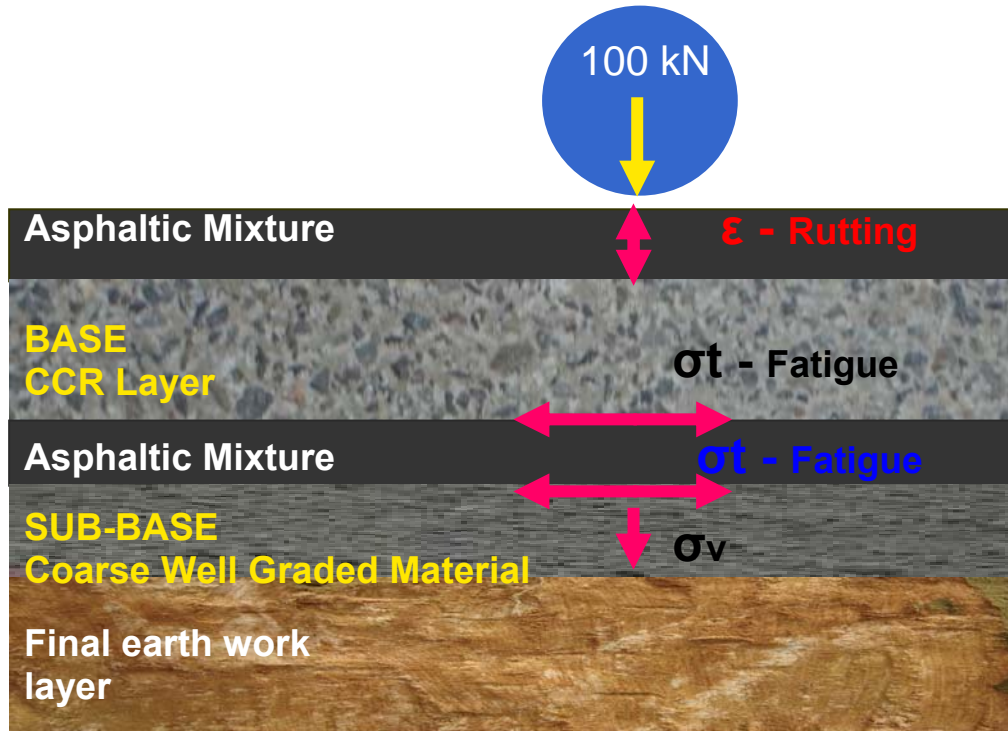 100 kN
Asphaltic Mixture
ε - Rutting
BASE
CCR Layer
σt - Fatigue
Asphaltic Mixture
σt - Fatigue
SUB-BASE
Coarse Well Graded Material
σv
Final earth work
layer